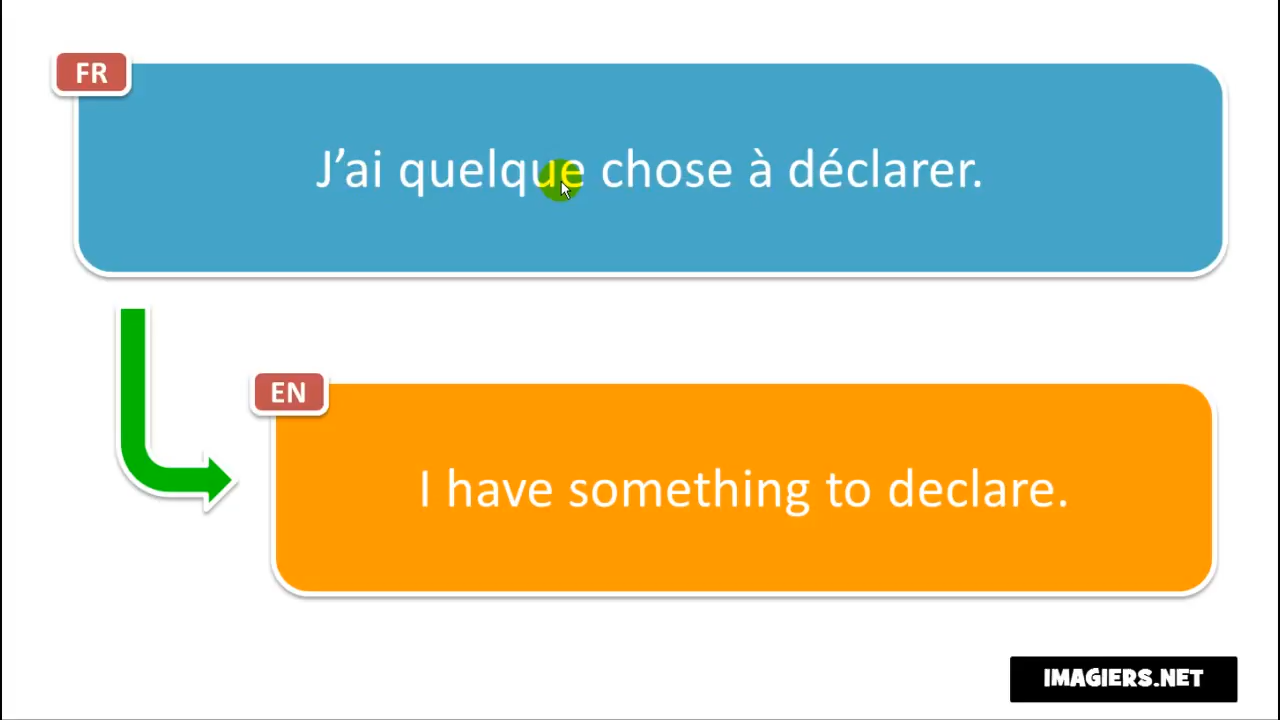 FR
J’ai quelque chose à déclarer.
EN
I have something to declare.
IMAGIERS.NET